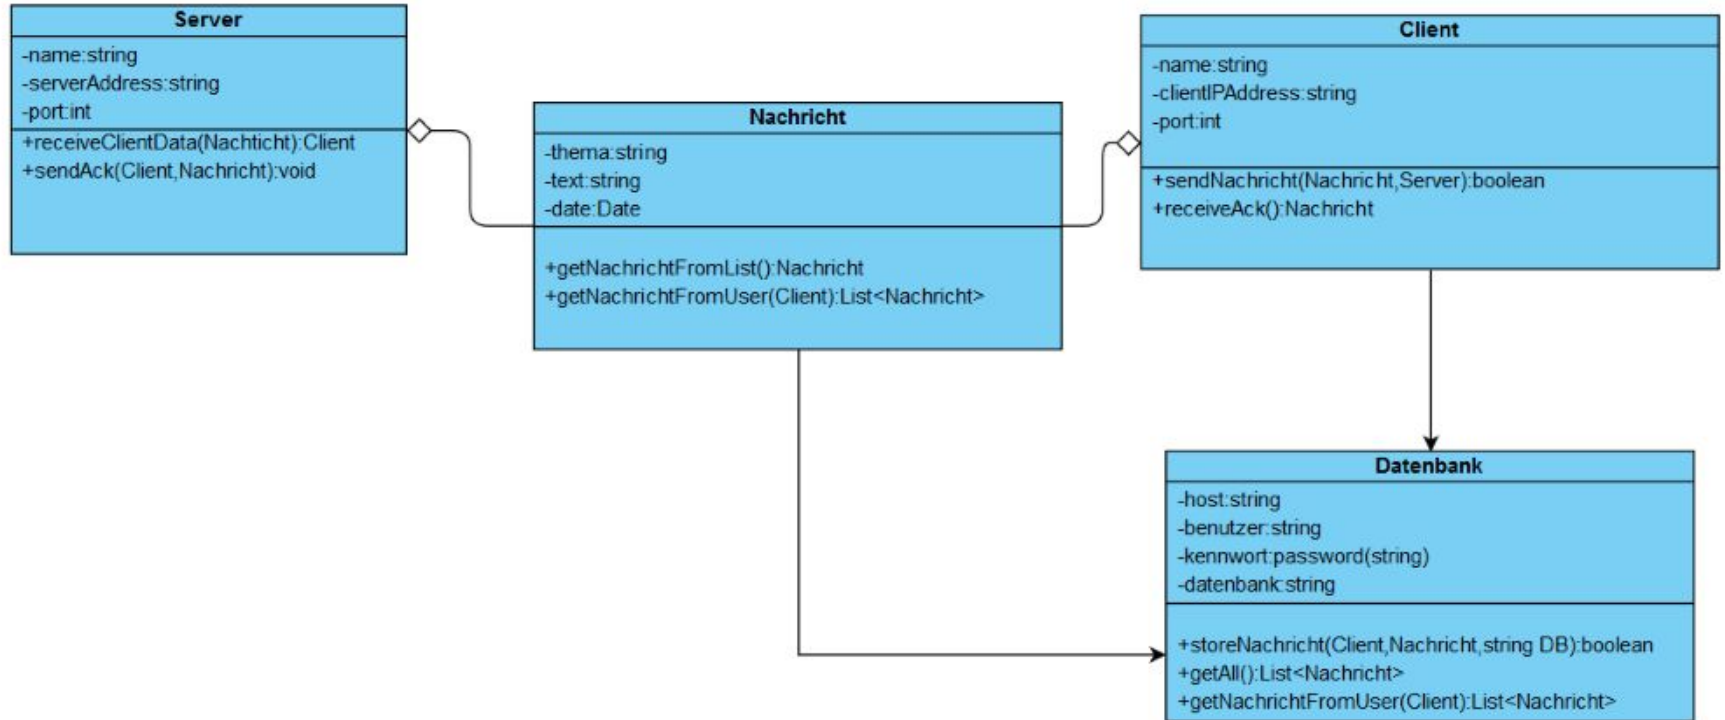 Server
-name:string
-serverAddress:string
-port:int
+receiveClientData(Nachticht):Client
+sendAck(Client,Nachricht):void
Nachricht
-thema:string
-text:string
-date:Date
+getNachrichtFromList():Nachricht
+getNachrichtFromUser(Client):List<Nachricht>
Client
-name:string
-clientIPAddress:string
-port:int
+sendNachricht(Nachricht,Server):boolean
+receiveAck():Nachricht
Datenbank
-host:string
-benutzer:string
-kennwort:password(string)
-datenbank:string
+storeNachricht(Client,Nachricht,string DB):boolean
+getAll():List<Nachricht>
+getNachrichtFromUser(Client):List<Nachricht>